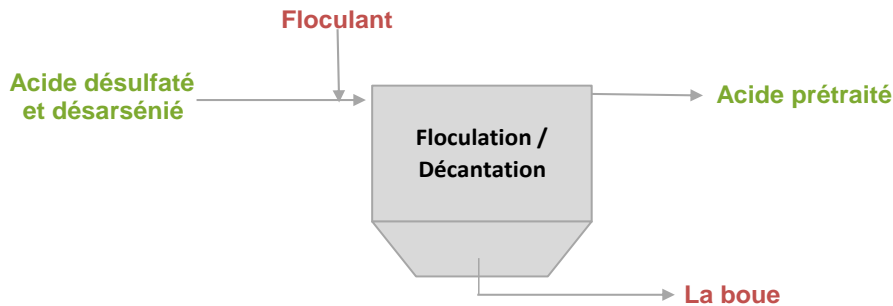 Floculant
Acide désulfaté
et désarsénié
Acide prétraité
Floculation /
Décantation
La boue